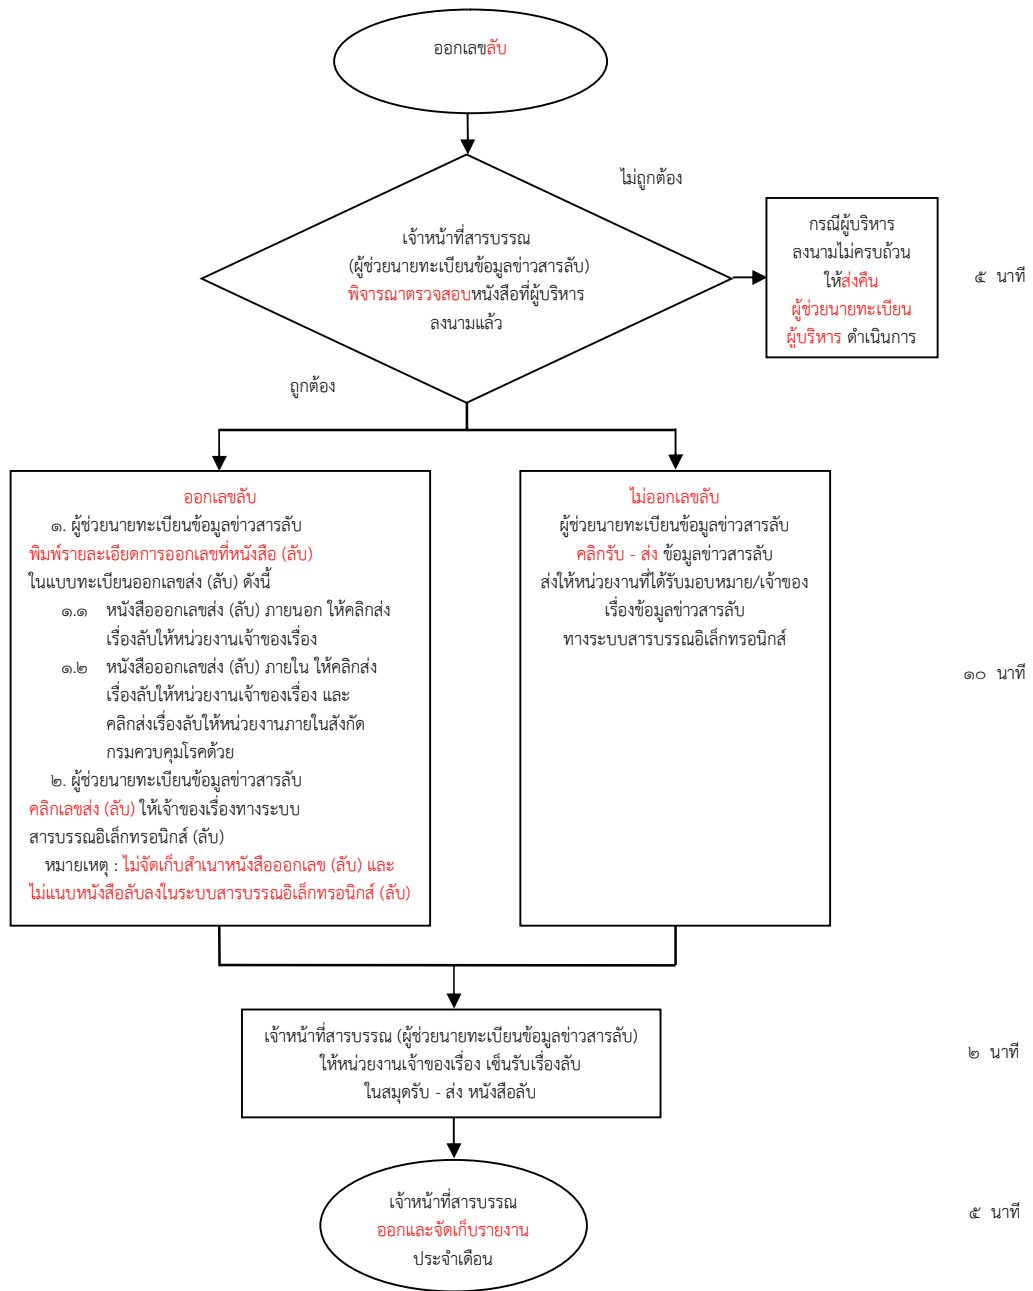 ออกเลขลับ
ไม่ถูกต้อง
เจ้าหน้าที่สารบรรณ
(ผู้ช่วยนายทะเบียนข้อมูลข่าวสารลับ)
พิจารณาตรวจสอบหนังสือที่ผู้บริหาร
ลงนามแล้ว
กรณีผู้บริหาร
ลงนามไม่ครบถ้วน
ให้ส่งคืน
ผู้ช่วยนายทะเบียน
ผู้บริหาร ดำเนินการ
๕ นาที
ถูกต้อง
ออกเลขลับ
๑. ผู้ช่วยนายทะเบียนข้อมูลข่าวสารลับ
พิมพ์รายละเอียดการออกเลขที่หนังสือ (ลับ)
ในแบบทะเบียนออกเลขส่ง (ลับ) ดังนี้
๑.๑ หนังสือออกเลขส่ง (ลับ) ภายนอก ให้คลิกส่ง
เรื่องลับให้หน่วยงานเจ้าของเรื่อง
๑.๒ หนังสือออกเลขส่ง (ลับ) ภายใน ให้คลิกส่ง
เรื่องลับให้หน่วยงานเจ้าของเรื่อง และ
คลิกส่งเรื่องลับให้หน่วยงานภายในสังกัด
กรมควบคุมโรคด้วย
๒. ผู้ช่วยนายทะเบียนข้อมูลข่าวสารลับ
คลิกเลขส่ง (ลับ) ให้เจ้าของเรื่องทางระบบ
สารบรรณอิเล็กทรอนิกส์ (ลับ)
หมายเหตุ : ไม่จัดเก็บสำเนาหนังสือออกเลข (ลับ) และ
ไม่แนบหนังสือลับลงในระบบสารบรรณอิเล็กทรอนิกส์ (ลับ)
ไม่ออกเลขลับ
ผู้ช่วยนายทะเบียนข้อมูลข่าวสารลับ
คลิกรับ - ส่ง ข้อมูลข่าวสารลับ
ส่งให้หน่วยงานที่ได้รับมอบหมาย/เจ้าของ
เรื่องข้อมูลข่าวสารลับ
ทางระบบสารบรรณอิเล็กทรอนิกส์
๑๐ นาที
เจ้าหน้าที่สารบรรณ (ผู้ช่วยนายทะเบียนข้อมูลข่าวสารลับ)
ให้หน่วยงานเจ้าของเรื่อง เซ็นรับเรื่องลับ
ในสมุดรับ - ส่ง หนังสือลับ
๒ นาที
เจ้าหน้าที่สารบรรณ
ออกและจัดเก็บรายงาน
ประจำเดือน
๕ นาที